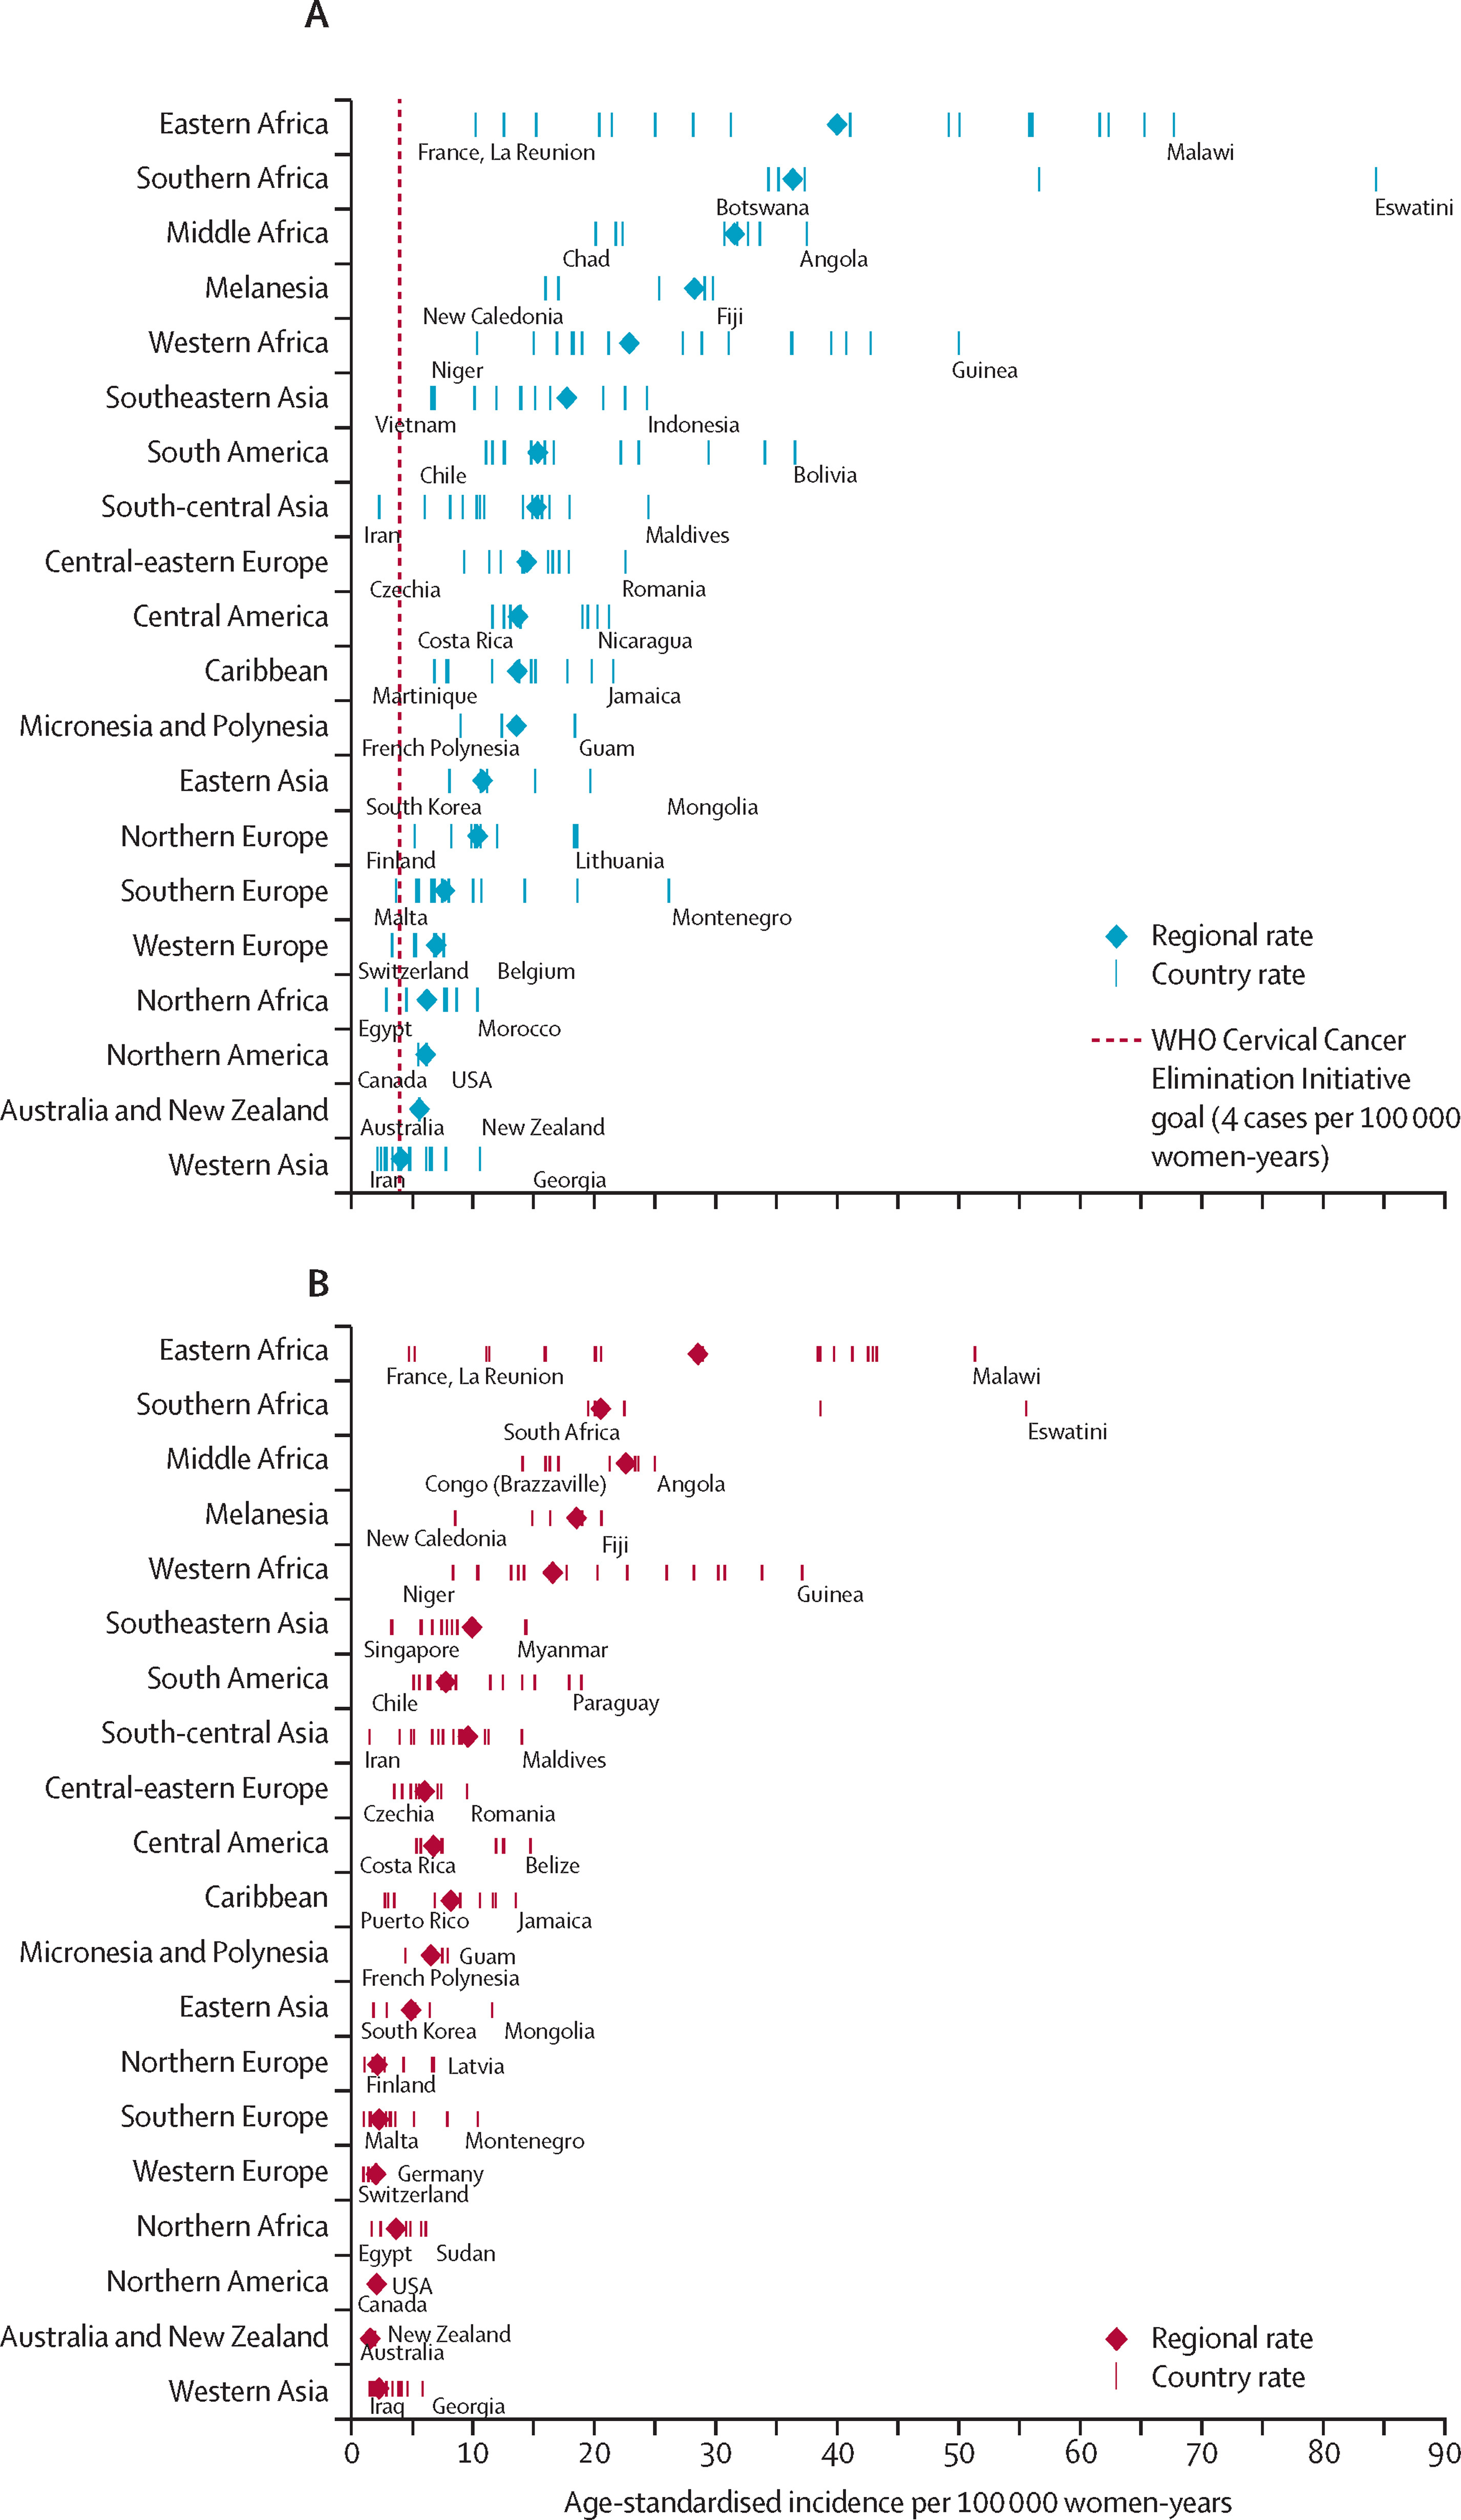 A
Eastern Africa
France, La Reunion
Malawi
Southern Africa
Botswana
Eswatini
Middle Africa
Chad
Angola
Melanesia
New Caledonia
Fiji
Western Africa
Niger
Guinea
Southeastern Asia
Vietnam
Indonesia
South America
Chile
Bolivia
South-central Asia
Iran
Maldives
Central-eastern Europe
Czechia
Romania
Central America
Costa Rica
Nicaragua
Caribbean
Martinique
Jamaica
Micronesia and Polynesia
French Polynesia
Guam
Eastern Asia
South Korea
Mongolia
Northern Europe
Finland
Lithuania
Southern Europe
Malta
Montenegro
Western Europe
Switzerland
Belgium
Northern Africa
Egypt
Morocco
Northern America
Canada
USA
Australia and New Zealand
Australia
New Zealand
Western Asia
Iran
Georgia
Regional rate
Country rate
WHO Cervical Cancer
Elimination Initiative
goal (4 cases per 100 000
women-years)
B
Eastern Africa
France, La Reunion
Malawi
Southern Africa
South Africa
Eswatini
Middle Africa
Congo (Brazzaville)
Angola
Melanesia
New Caledonia
Fiji
Western Africa
Niger
Guinea
Southeastern Asia
Singapore
Myanmar
South America
Chile
Paraguay
South-central Asia
Iran
Maldives
Central-eastern Europe
Czechia
Romania
Central America
Costa Rica
Belize
Caribbean
Puerto Rico
Jamaica
Micronesia and Polynesia
Guam
French Polynesia
Eastern Asia
South Korea
Mongolia
Northern Europe
Latvia
Finland
Southern Europe
Malta
Montenegro
Western Europe
Germany
Switzerland
Northern Africa
Egypt
Sudan
Northern America
USA
Canada
Australia and New Zealand
New Zealand
Australia
Western Asia
Iraq
Georgia
Regional rate
Country rate
0 10 20 30 40 50 60 70 80 90
Age-standardised incidence per 100 000 women-years